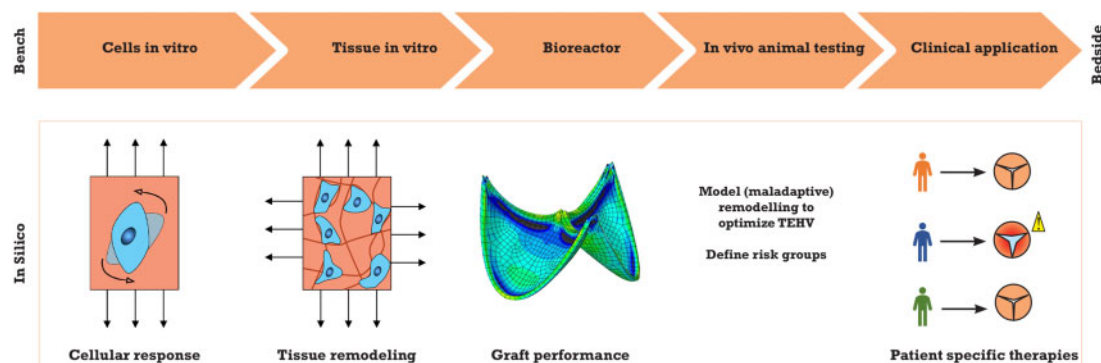 Bench
Cells in vitro
Tissue in vitro
Bioreactor
In vivo animal testing
Clinical application
Bedside
In Silico
Model (maladaptive)
remodelling to
optimize TEHV
Define risk groups
Cellular response
Tissue remodeling
Graft performance
Patient specific therapies